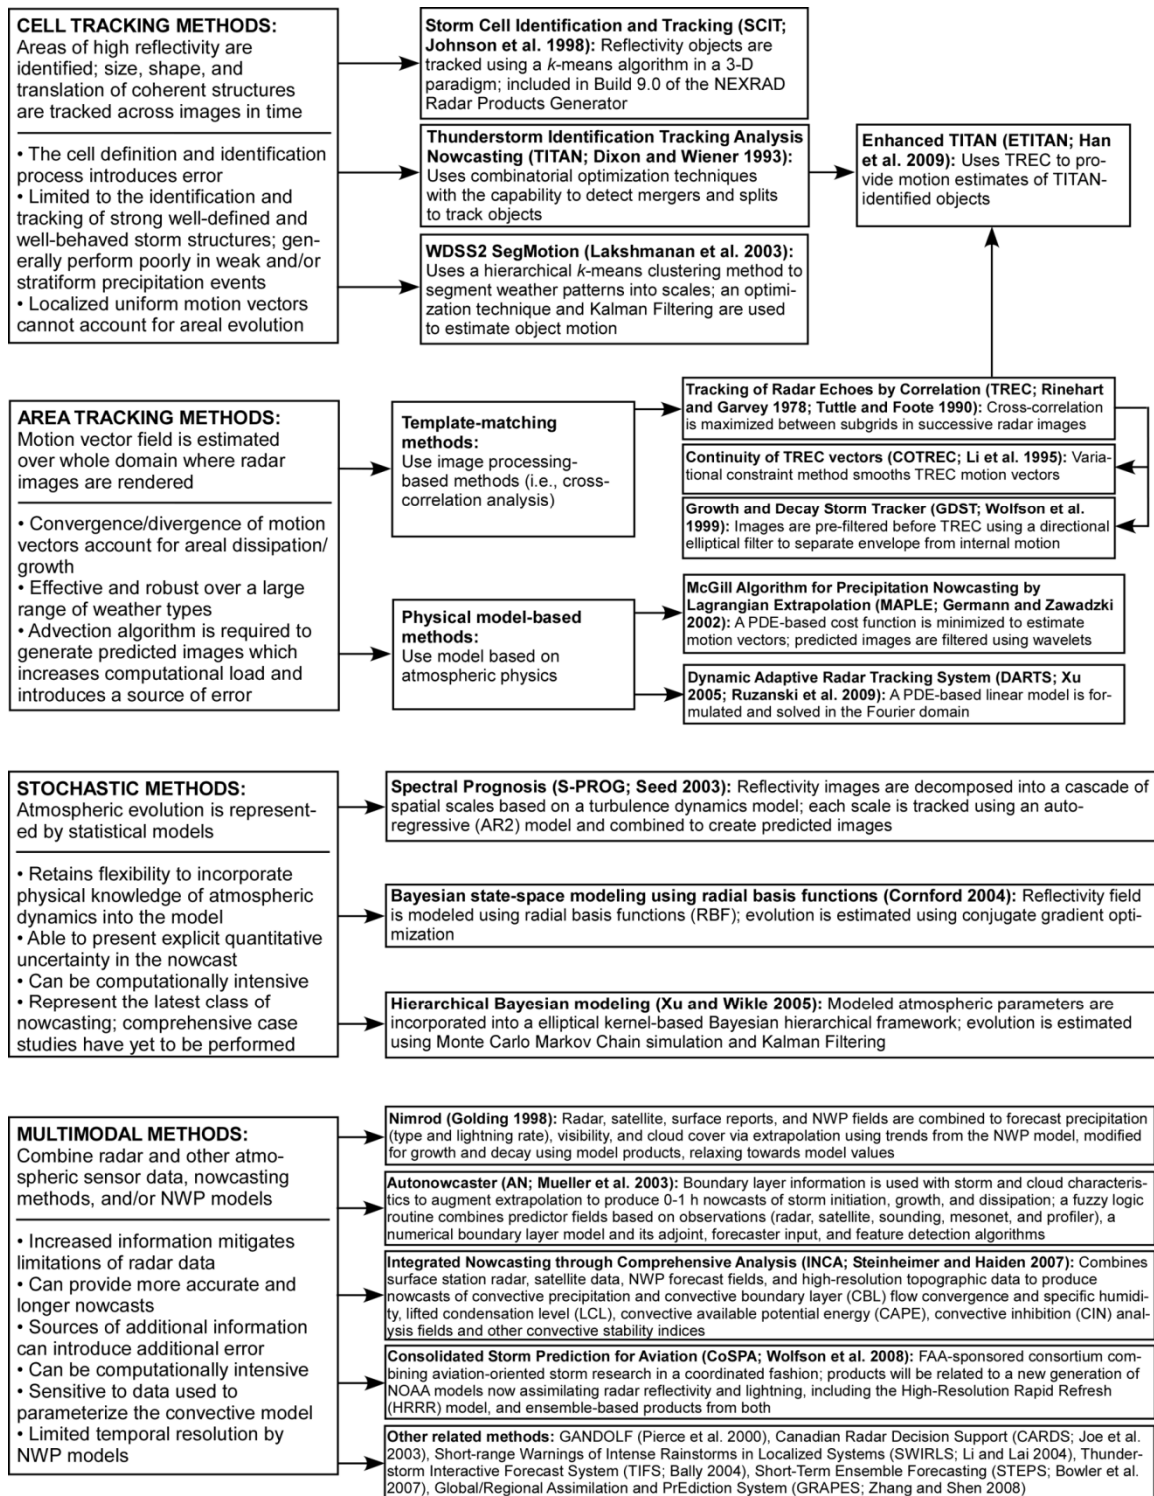 CELL TRACKING METHODS:
Areas of high reflectivity are
identified; size, shape, and
translation of coherent structures
are tracked across images in time
• The cell definition and identification
process introduces error
• Limited to the identification and
tracking of strong well-defined and
well-behaved storm structures; gen-
erally perform poorly in weak and/or
stratiform precipitation events
• Localized uniform motion vectors
cannot account for areal evolution
Storm Cell Identification and Tracking (SCIT;
Johnson et al. 1998): Reflectivity objects are
tracked using a k-means algorithm in a 3-D
paradigm; included in Build 9.0 of the NEXRAD
Radar Products Generator
Thunderstorm Identification Tracking Analysis
Nowcasting (TITAN; Dixon and Wiener 1993):
Uses combinatorial optimization techniques
with the capability to detect mergers and splits
to track objects
Enhanced TITAN (ETITAN; Han
et al. 2009): Uses TREC to pro-
vide motion estimates of TITAN-
identified objects
WDSS2 SegMotion (Lakshmanan et al. 2003):
Uses a hierarchical k-means clustering method to
segment weather patterns into scales; an optimi-
zation technique and Kalman Filtering are used
to estimate object motion
AREA TRACKING METHODS:
Motion vector field is estimated
over whole domain where radar
images are rendered
• Convergence/divergence of motion
vectors account for areal dissipation/
growth
• Effective and robust over a large
range of weather types
• Advection algorithm is required to
generate predicted images which
increases computational load and
introduces a source of error
Template-matching
methods:
Use image processing-
based methods (i.e., cross-
correlation analysis)
Tracking of Radar Echoes by Correlation (TREC; Rinehart
and Garvey 1978; Tuttle and Foote 1990): Cross-correlation
is maximized between subgrids in successive radar images
Continuity of TREC vectors (COTREC; Li et al. 1995): Varia-
tional constraint method smooths TREC motion vectors
Growth and Decay Storm Tracker (GDST; Wolfson et al.
1999): Images are pre-filtered before TREC using a directional
elliptical filter to separate envelope from internal motion
Physical model-based
methods:
Use model based on
atmospheric physics
McGill Algorithm for Precipitation Nowcasting by
Lagrangian Extrapolation (MAPLE; Germann and Zawadzki
2002): A PDE-based cost function is minimized to estimate
motion vectors; predicted images are filtered using wavelets
Dynamic Adaptive Radar Tracking System (DARTS; Xu
2005; Ruzanski et al. 2009): A PDE-based linear model is for-
mulated and solved in the Fourier domain
STOCHASTIC METHODS:
Atmospheric evolution is represent-
ed by statistical models
• Retains flexibility to incorporate
physical knowledge of atmospheric
dynamics into the model
• Able to present explicit quantitative
uncertainty in the nowcast
• Can be computationally intensive
• Represent the latest class of
nowcasting; comprehensive case
studies have yet to be performed
Spectral Prognosis (S-PROG; Seed 2003): Reflectivity images are decomposed into a cascade of
spatial scales based on a turbulence dynamics model; each scale is tracked using an auto-
regressive (AR2) model and combined to create predicted images
Bayesian state-space modeling using radial basis functions (Cornford 2004): Reflectivity field
is modeled using radial basis functions (RBF); evolution is estimated using conjugate gradient opti-
mization
Hierarchical Bayesian modeling (Xu and Wikle 2005): Modeled atmospheric parameters are
incorporated into a elliptical kernel-based Bayesian hierarchical framework; evolution is estimated
using Monte Carlo Markov Chain simulation and Kalman Filtering
MULTIMODAL METHODS:
Combine radar and other atmo-
spheric sensor data, nowcasting
methods, and/or NWP models
• Increased information mitigates
limitations of radar data
• Can provide more accurate and
longer nowcasts
• Sources of additional information
can introduce additional error
• Can be computationally intensive
• Sensitive to data used to
parameterize the convective model
• Limited temporal resolution by
NWP models
Nimrod (Golding 1998): Radar, satellite, surface reports, and NWP fields are combined to forecast precipitation
(type and lightning rate), visibility, and cloud cover via extrapolation using trends from the NWP model, modified
for growth and decay using model products, relaxing towards model values
Autonowcaster (AN; Mueller et al. 2003): Boundary layer information is used with storm and cloud characteris-
tics to augment extrapolation to produce 0-1 h nowcasts of storm initiation, growth, and dissipation; a fuzzy logic
routine combines predictor fields based on observations (radar, satellite, sounding, mesonet, and profiler), a
numerical boundary layer model and its adjoint, forecaster input, and feature detection algorithms
Integrated Nowcasting through Comprehensive Analysis (INCA; Steinheimer and Haiden 2007): Combines
surface station radar, satellite data, NWP forecast fields, and high-resolution topographic data to produce
nowcasts of convective precipitation and convective boundary layer (CBL) flow convergence and specific humid-
ity, lifted condensation level (LCL), convective available potential energy (CAPE), convective inhibition (CIN) anal-
ysis fields and other convective stability indices
Consolidated Storm Prediction for Aviation (CoSPA; Wolfson et al. 2008): FAA-sponsored consortium com-
bining aviation-oriented storm research in a coordinated fashion; products will be related to a new generation of
NOAA models now assimilating radar reflectivity and lightning, including the High-Resolution Rapid Refresh
(HRRR) model, and ensemble-based products from both
Other related methods: GANDOLF (Pierce et al. 2000), Canadian Radar Decision Support (CARDS; Joe et al.
2003), Short-range Warnings of Intense Rainstorms in Localized Systems (SWIRLS; Li and Lai 2004), Thunder-
storm Interactive Forecast System (TIFS; Bally 2004), Short-Term Ensemble Forecasting (STEPS; Bowler et al.
2007), Global/Regional Assimilation and PrEdiction System (GRAPES; Zhang and Shen 2008)